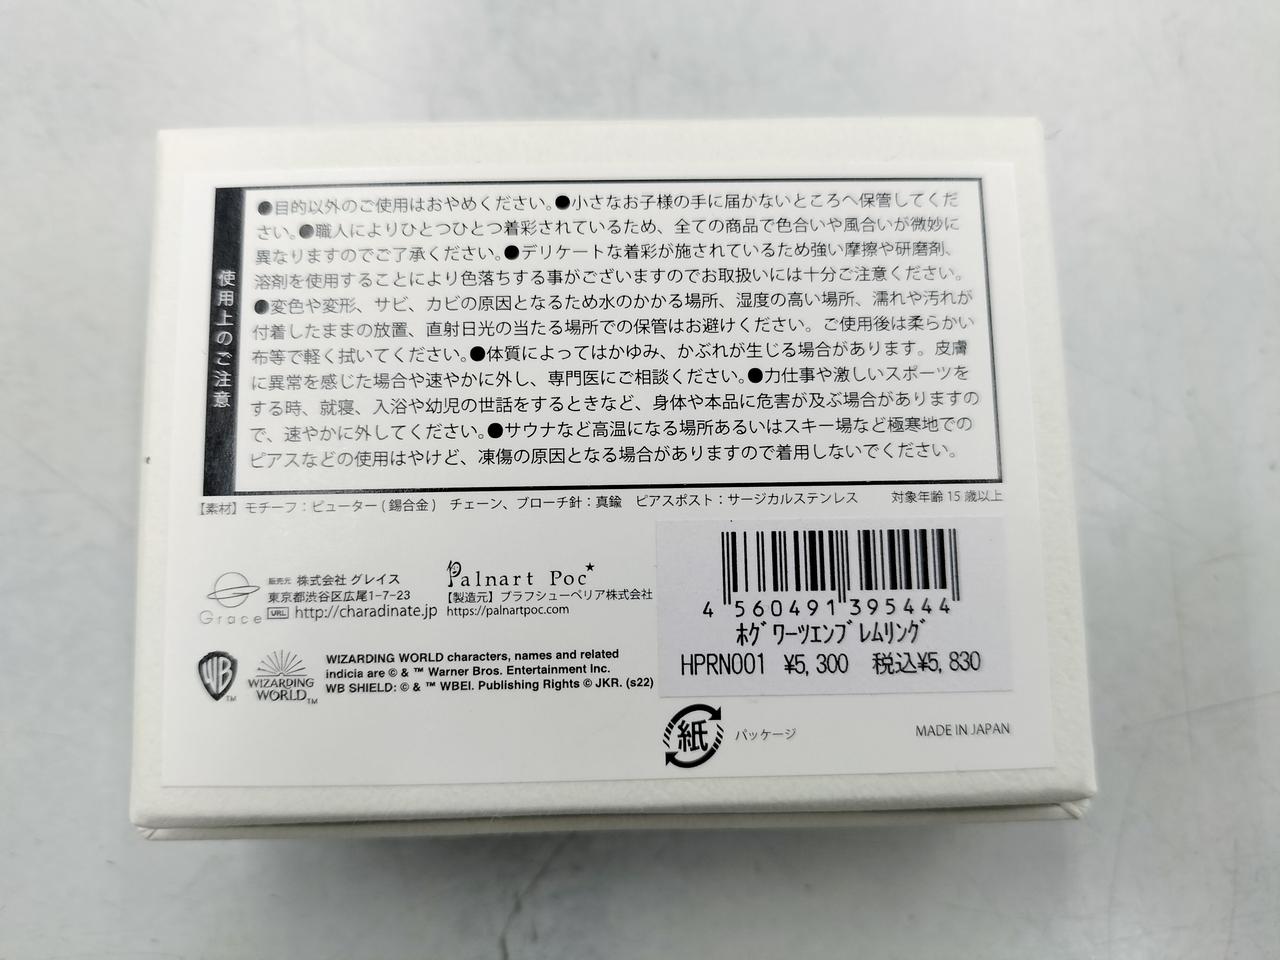 使用上のご注意
●目的以外のご使用はおやめください。●小さなお子様の手に届かないところへ保管してくだ
さい。●職人によりひとつひとつ着彩されているため、全ての商品で色合いや風合いが微妙に
異なりますのでご了承ください。●デリケートな着彩が施されているため強い摩擦や研磨剤、
溶剤を使用することにより色落ちする事がございますのでお取扱いには十分ご注意ください。
●変色や変形、サビ、カビの原因となるため水のかかる場所、湿度の高い場所、濡れや汚れが
付着したままの放置、直射日光の当たる場所での保管はお避けください。ご使用後は柔らかい
布等で軽く拭いてください。●体質によってはかゆみ、かぶれが生じる場合があります。皮膚
に異常を感じた場合や速やかに外し、専門医にご相談ください。●力仕事や激しいスポーツを
する時、就寝、入浴や幼児の世話をするときなど、身体や本品に危害が及ぶ場合がありますの
で、速やかに外してください。●サウナなど高温になる場所あるいはスキー場など極寒地での
ピアスなどの使用はやけど、凍傷の原因となる場合がありますので着用しないでください。
【素材】モチーフ：ピューター(錫合金) チェーン、ブローチ針：真鍮 ピアスポスト：サージカルステンレス 対象年齢15歳以上
Grace
販売元 株式会社 グレイス
東京都渋谷区広尾1-7-23
URL http://charadinate.jp
Palnart Poc★
【製造元】ブラフシューペリア株式会社
https://palnartpoc.com
WB TM
WIZARDING WORLD TM
WIZARDING WORLD characters, names and related
indicia are © & ™ Warner Bros. Entertainment Inc.
WB SHIELD: © & ™ WBEI. Publishing Rights © JKR. (s22)
4 560491 395444
ホグワーツエンブレムリング
HPRN001 ¥5,300 税込¥5,830
紙 パッケージ
MADE IN JAPAN